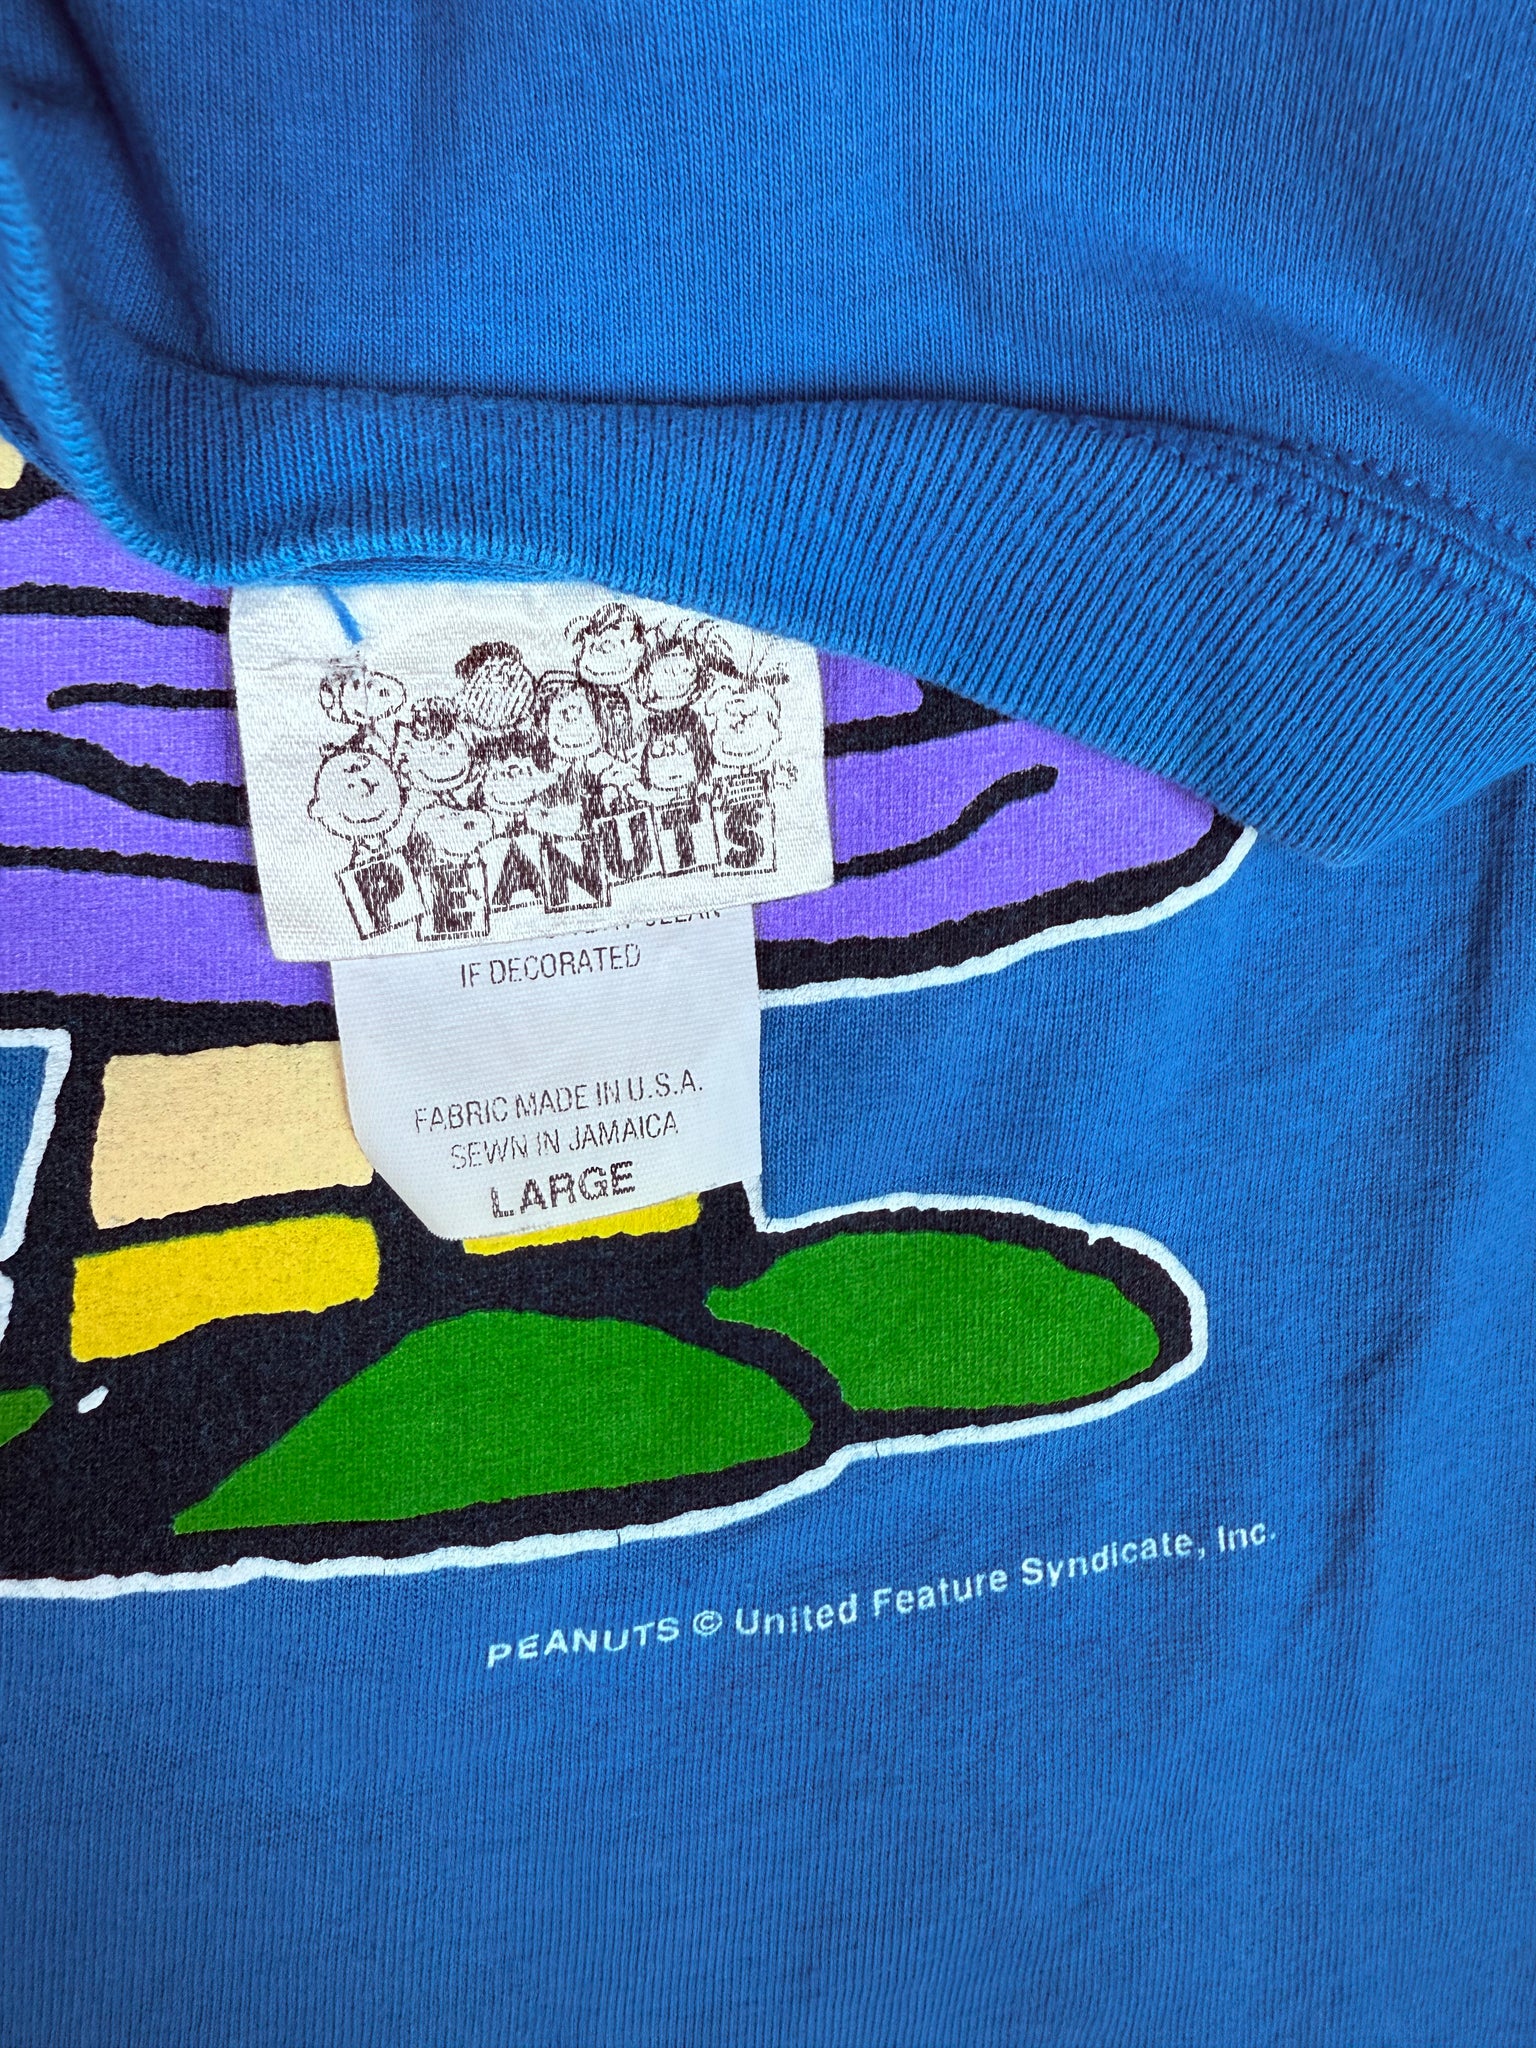 PEANUTS
IF DECORATED
FABRIC MADE IN U.S.A.
SEWN IN JAMAICA
LARGE
PEANUTS © United Feature Syndicate, Inc.